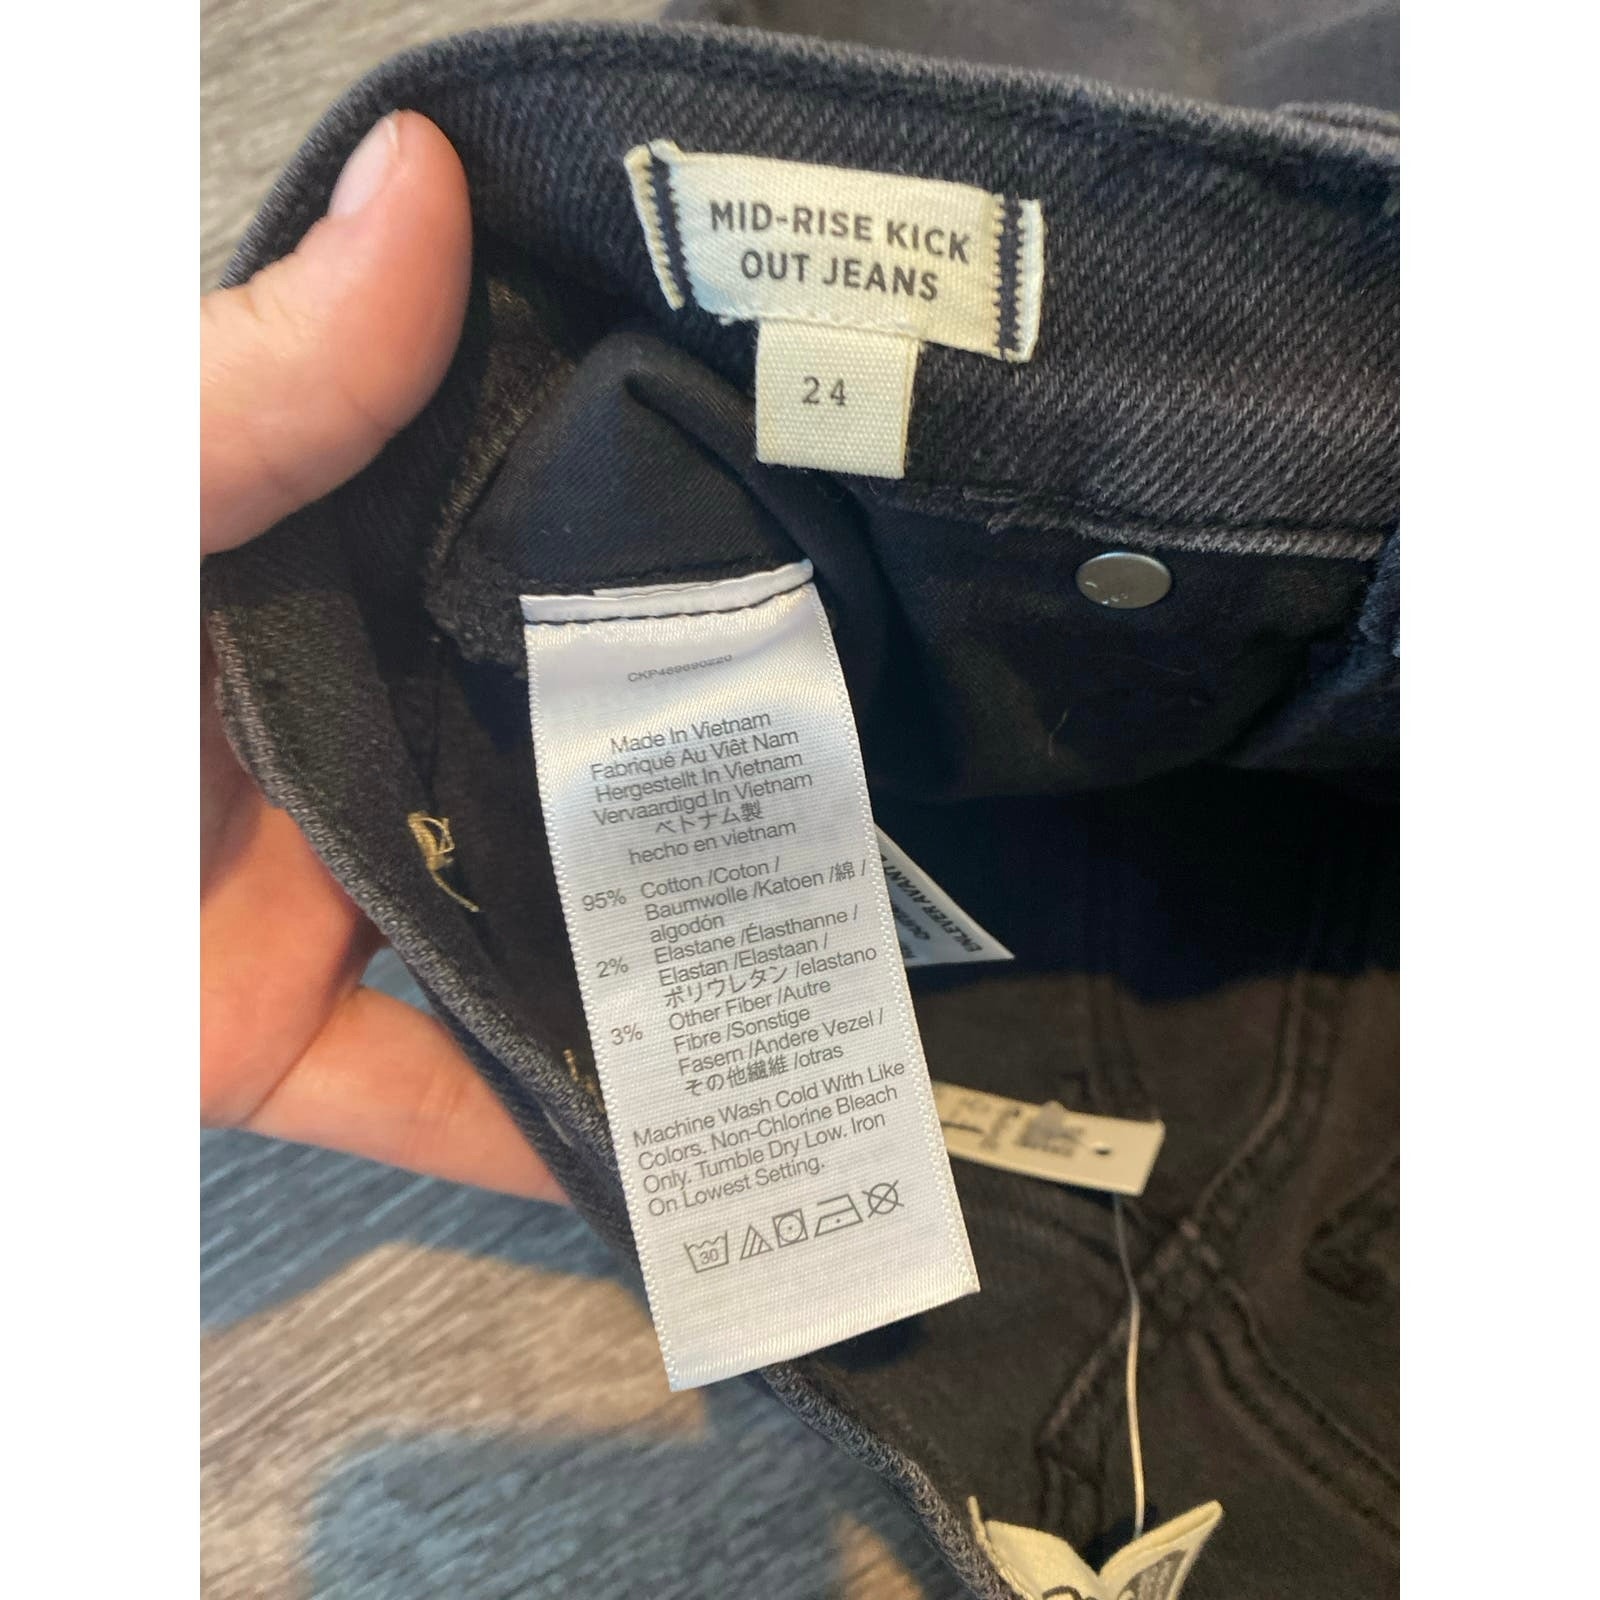 MID-RISE KICK
OUT JEANS
24
CKP469690220
Made In Vietnam
Fabriqué Au Viêt Nam
Hergestellt In Vietnam
Vervaardigd In Vietnam
ベトナム製
hecho en vietnam
95% Cotton /Coton /
Baumwolle /Katoen /綿 /
algodón
2% Elastane /Élasthanne /
Elastan /Elastaan /
ポリウレタン /elastano
3% Other Fiber /Autre
Fibre /Sonstige
Fasern /Andere Vezel /
その他繊維 /otras
Machine Wash Cold With Like
Colors. Non-Chlorine Bleach
Only. Tumble Dry Low. Iron
On Lowest Setting.
30
ENLEVER AVANT